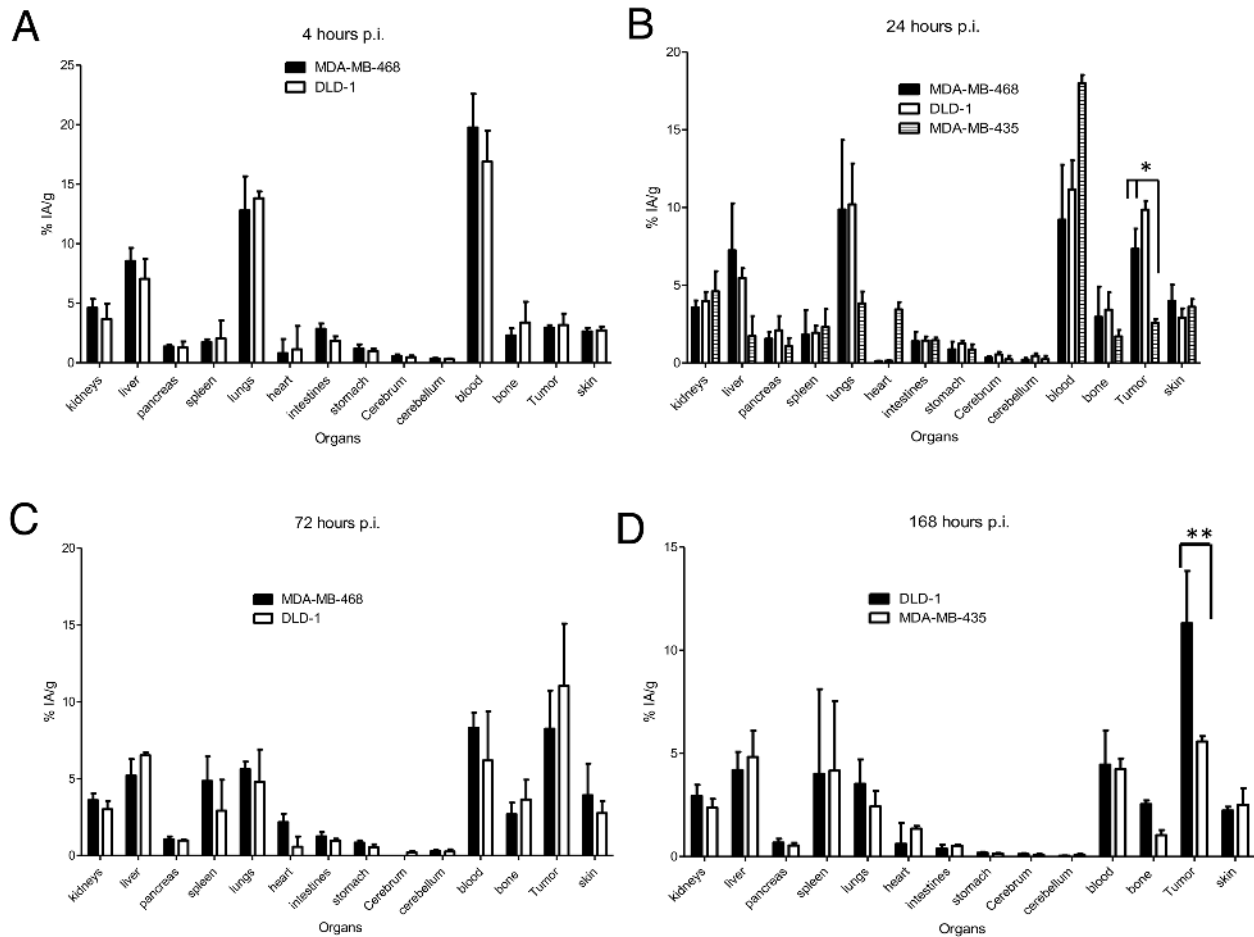 A
4 hours p.i.
MDA-MB-468
DLD-1
25
20
15
10
5
0
% IA/g
kidneys
liver
pancreas
spleen
lungs
heart
intestines
stomach
Cerebrum
cerebellum
blood
bone
Tumor
skin
Organs
B
24 hours p.i.
MDA-MB-468
DLD-1
MDA-MB-435
20
15
10
5
0
% IA/g
*
kidneys
liver
pancreas
spleen
lungs
heart
intestines
stomach
Cerebrum
cerebellum
blood
bone
Tumor
skin
Organs
C
72 hours p.i.
MDA-MB-468
DLD-1
20
15
10
5
0
% IA/g
kidneys
liver
pancreas
spleen
lungs
heart
intestines
stomach
Cerebrum
cerebellum
blood
bone
Tumor
skin
Organs
D
168 hours p.i.
DLD-1
MDA-MB-435
15
10
5
0
% IA/g
**
kidneys
liver
pancreas
spleen
lungs
heart
intestines
stomach
Cerebrum
cerebellum
blood
bone
Tumor
skin
Organs